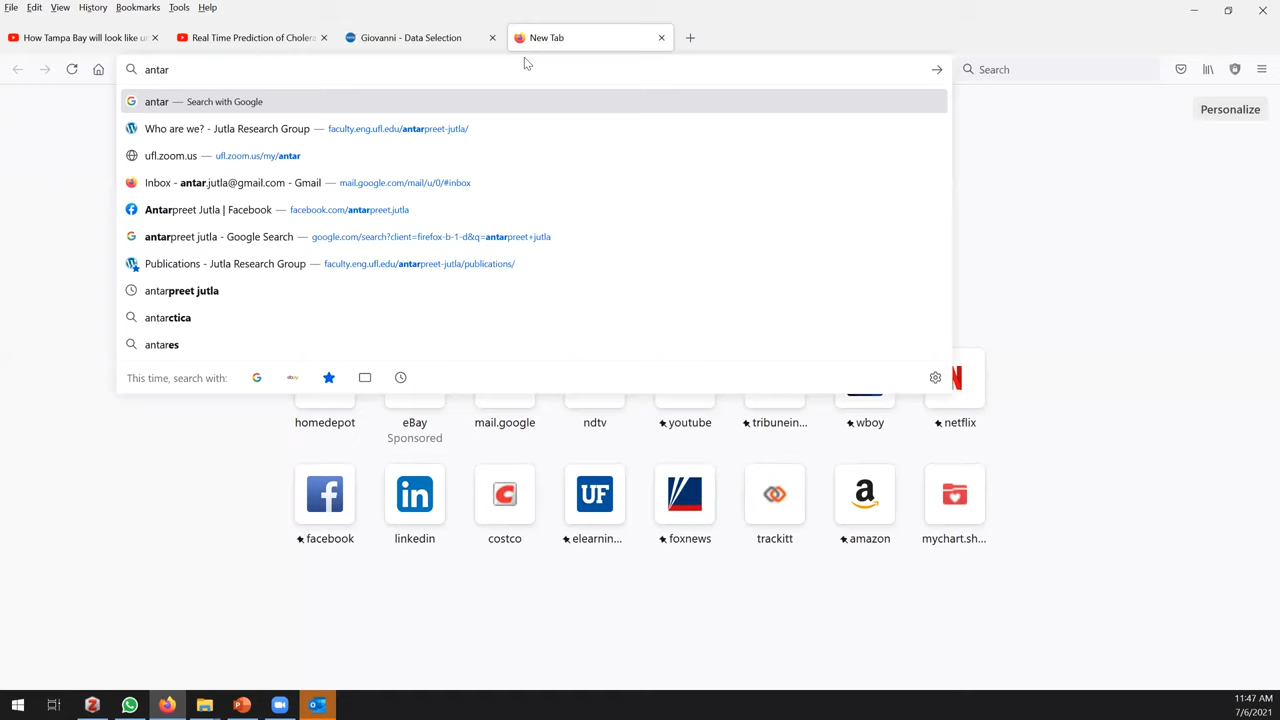 File Edit View History Bookmarks Tools Help
How Tampa Bay will look like u
Real Time Prediction of Cholera
Giovanni - Data Selection
New Tab
antar
Search
antar — Search with Google
Personalize
Who are we? - Jutla Research Group — faculty.eng.ufl.edu/antarpreet-jutla/
ufl.zoom.us — ufl.zoom.us/my/antar
Inbox - antar.jutla@gmail.com - Gmail — mail.google.com/mail/u/0/#inbox
Antarpreet Jutla | Facebook — facebook.com/antarpreet.jutla
antarpreet jutla - Google Search — google.com/search?client=firefox-b-1-d&q=antarpreet+jutla
Publications - Jutla Research Group — faculty.eng.ufl.edu/antarpreet-jutla/publications/
antarpreet jutla
antarctica
antares
This time, search with: ebay
N
homedepot eBay mail.google ndtv youtube tribunein... wboy netflix
Sponsored
f in C UF a
facebook linkedin costco elearnin... foxnews trackitt amazon mychart.sh...
11:47 AM
7/6/2021